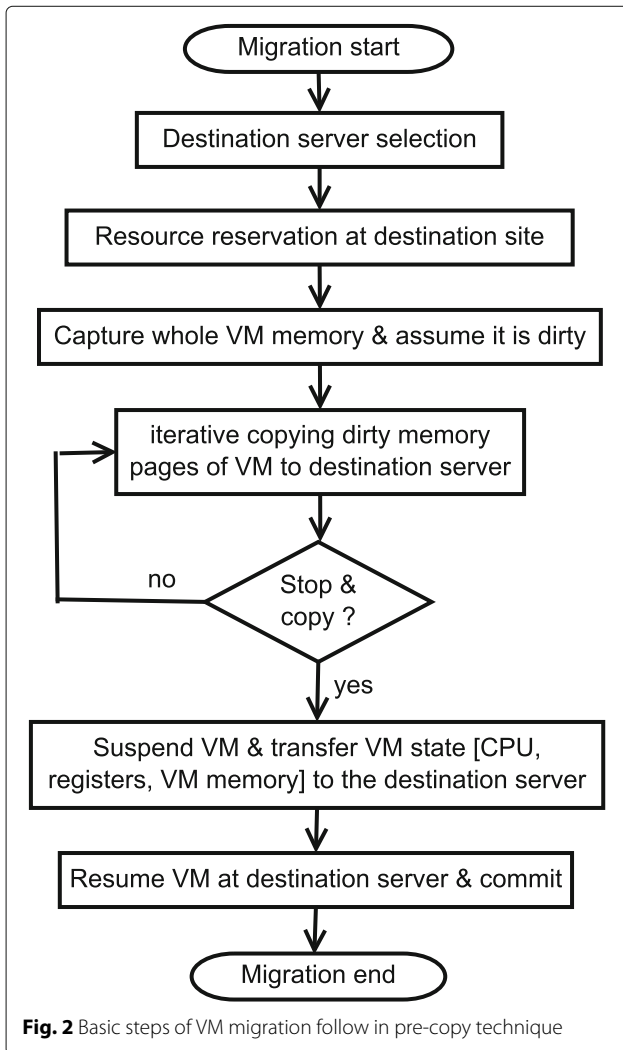 Migration start
Destination server selection
Resource reservation at destination site
Capture whole VM memory & assume it is dirty
iterative copying dirty memory
pages of VM to destination server
no
Stop &
copy ?
yes
Suspend VM & transfer VM state [CPU,
registers, VM memory] to the destination server
Resume VM at destination server & commit
Migration end
Fig. 2 Basic steps of VM migration follow in pre-copy technique